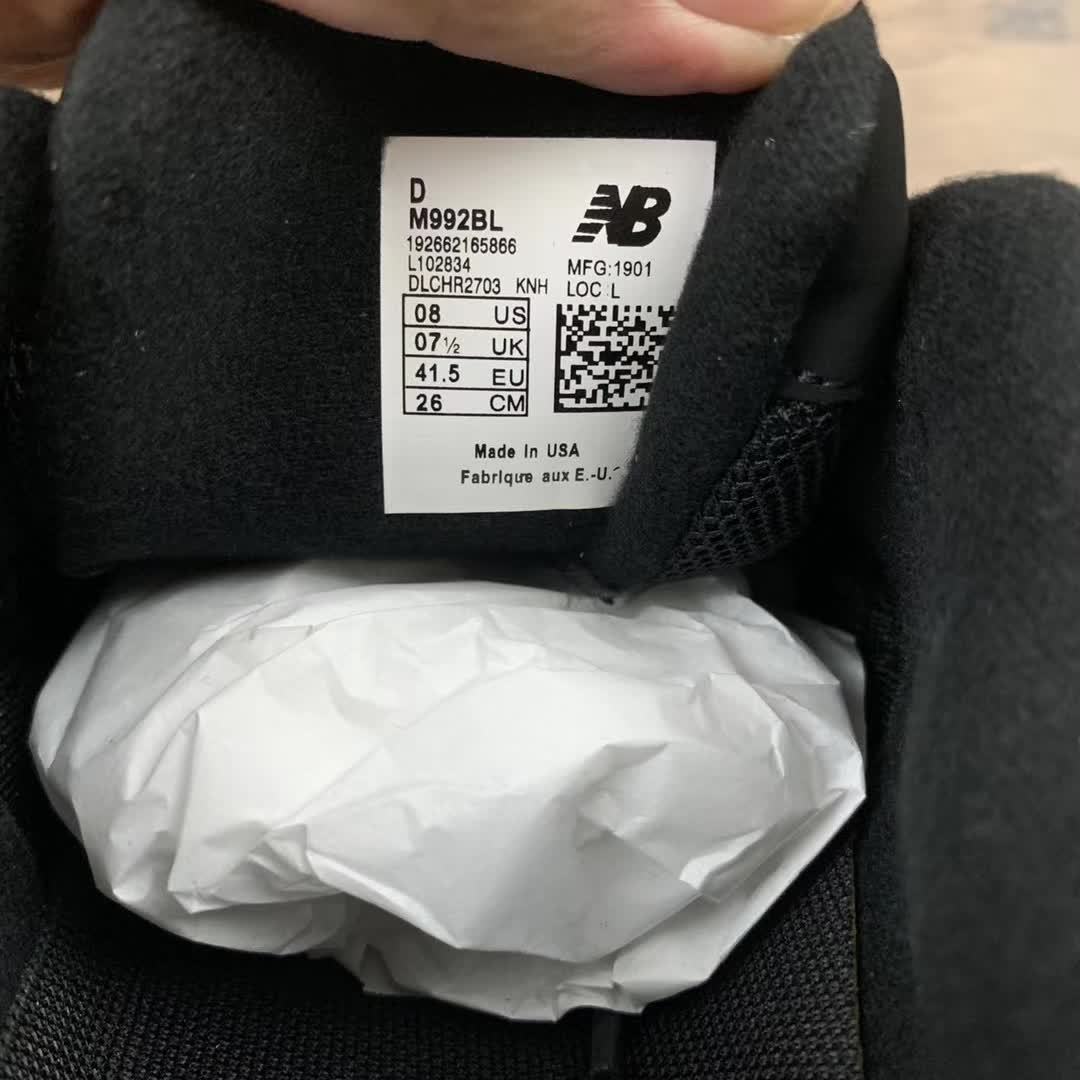 D
M992BL
192662165866
L102834
DLCHR2703 KNH
NB
MFG:1901
LOC:L
08 US
07½ UK
41.5 EU
26 CM
Made In USA
Fabrique aux E.-U.